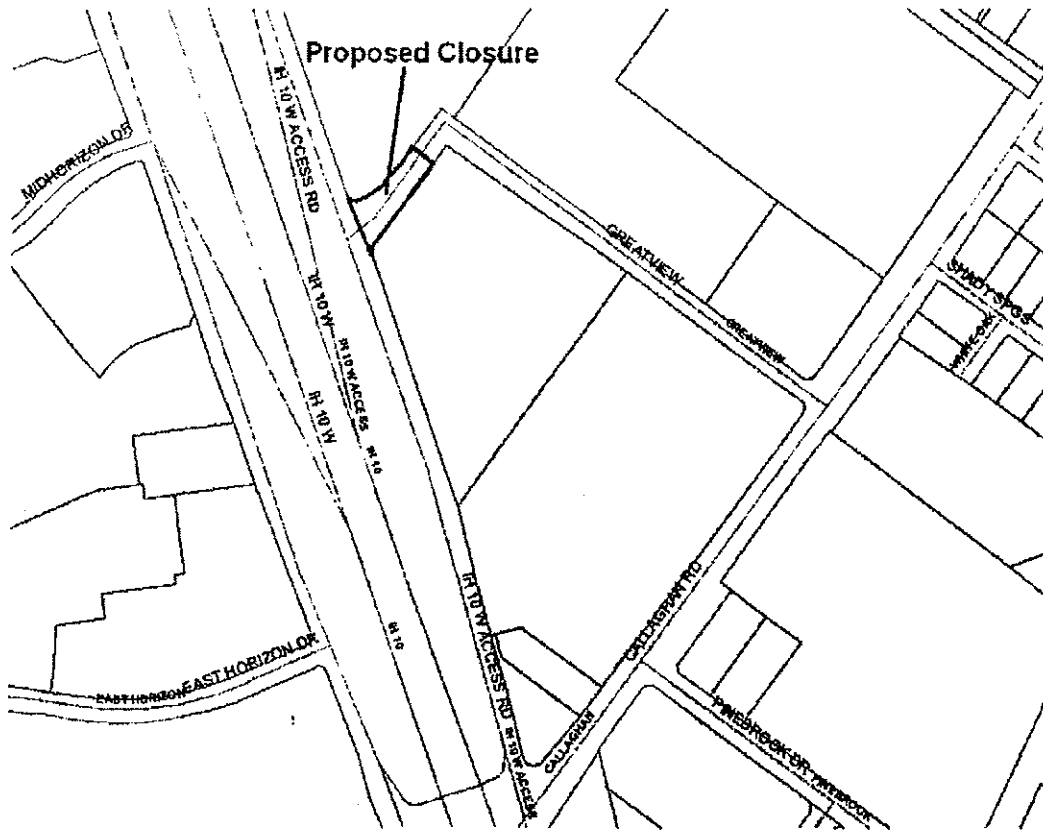 Proposed Closure
IH 10 W ACCESS RD
MIDHORIZON DR
GREATVIEW
SHADY SPGS
IH 10 W
GREATVIEW
WHITE OAK
IH 10 W ACCESS
IH 10 W
IH 10
IH 10 W ACCESS RD
CALLAGHAN RD
IH 10
EAST HORIZON DR
EAST HORIZON
PINEBROOK DR
PINEBROOK
CALLAGHAN
IH 10 W ACCESS